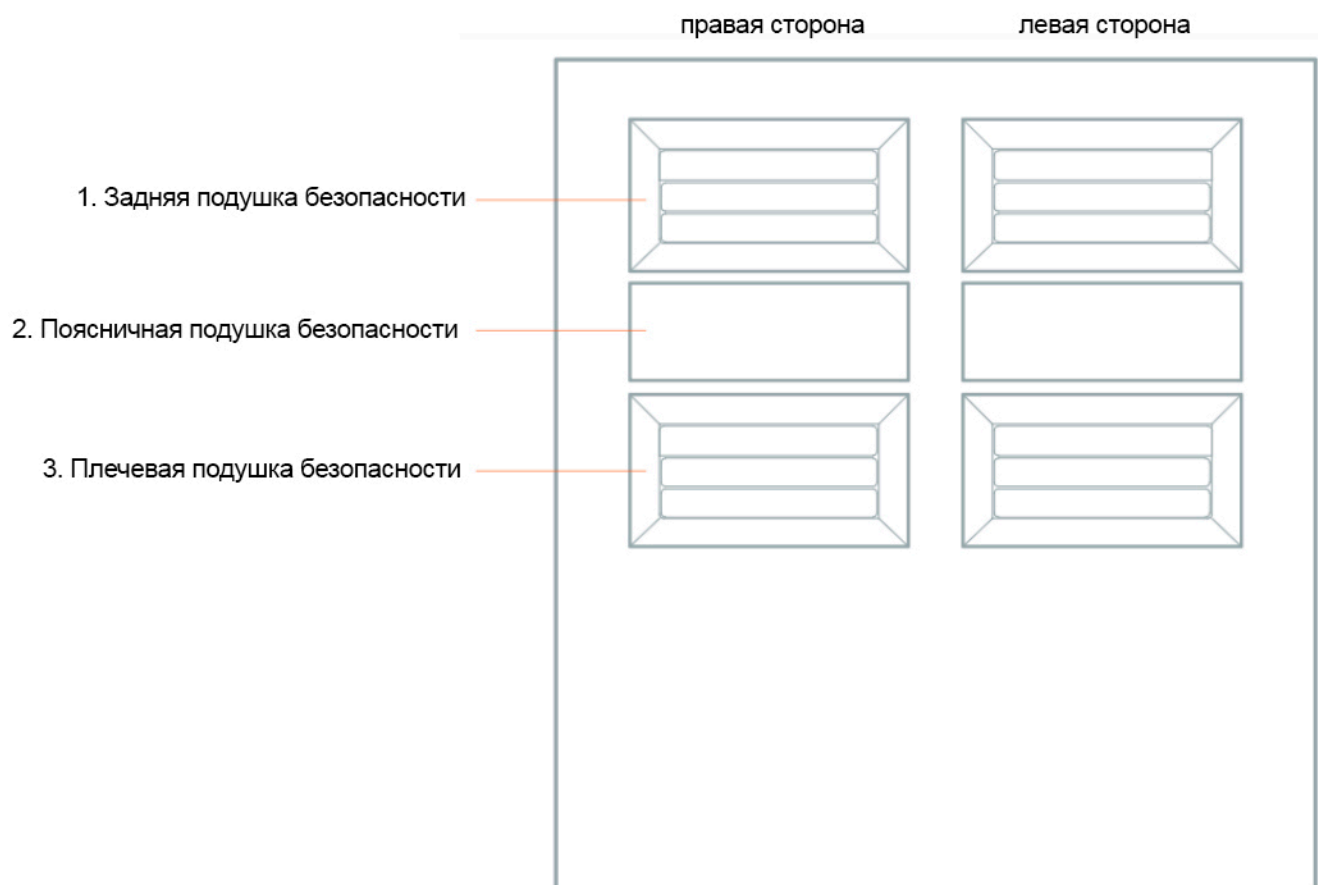 правая сторона левая сторона
1. Задняя подушка безопасности
2. Поясничная подушка безопасности
3. Плечевая подушка безопасности